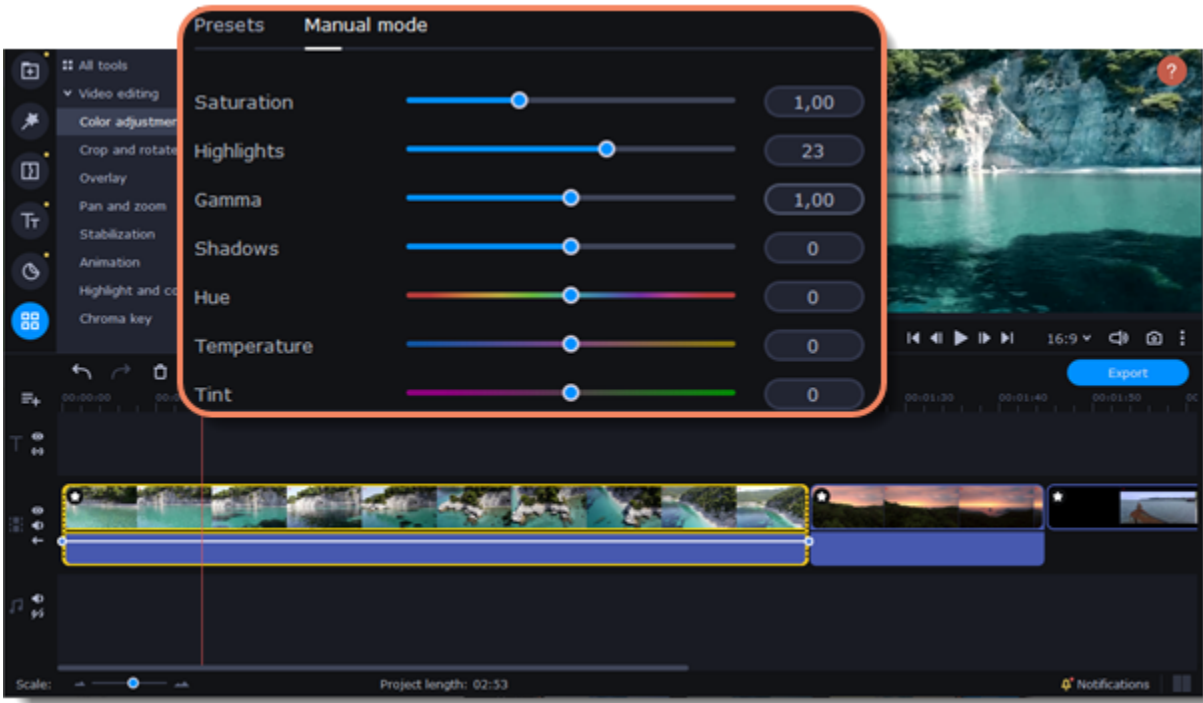 Presets Manual mode
All tools
Video editing
Color adjustmen
Crop and rotate
Overlay
Pan and zoom
Stabilization
Animation
Highlight and co
Chroma key
Saturation 1,00
Highlights 23
Gamma 1,00
Shadows 0
Hue 0
Temperature 0
Tint 0
?
16:9
Export
00:00:00 00:0 00:01:30 00:01:40 00:01:50 00
Scale: Project length: 02:53 Notifications